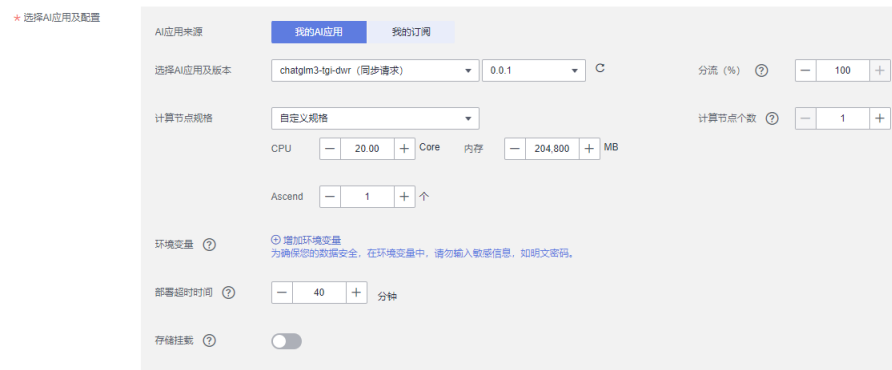 * 选择AI应用及配置
AI应用来源 我的AI应用 我的订阅
选择AI应用及版本 chatglm3-tgi-dwr（同步请求） 0.0.1 分流（%） ? — 100 +
计算节点规格 自定义规格 计算节点个数 ? — 1 +
CPU — 20.00 + Core 内存 — 204,800 + MB
Ascend — 1 + 个
环境变量 ? 增加环境变量
为确保您的数据安全，在环境变量中，请勿输入敏感信息，如明文密码。
部署超时时间 ? — 40 + 分钟
存储挂载 ?